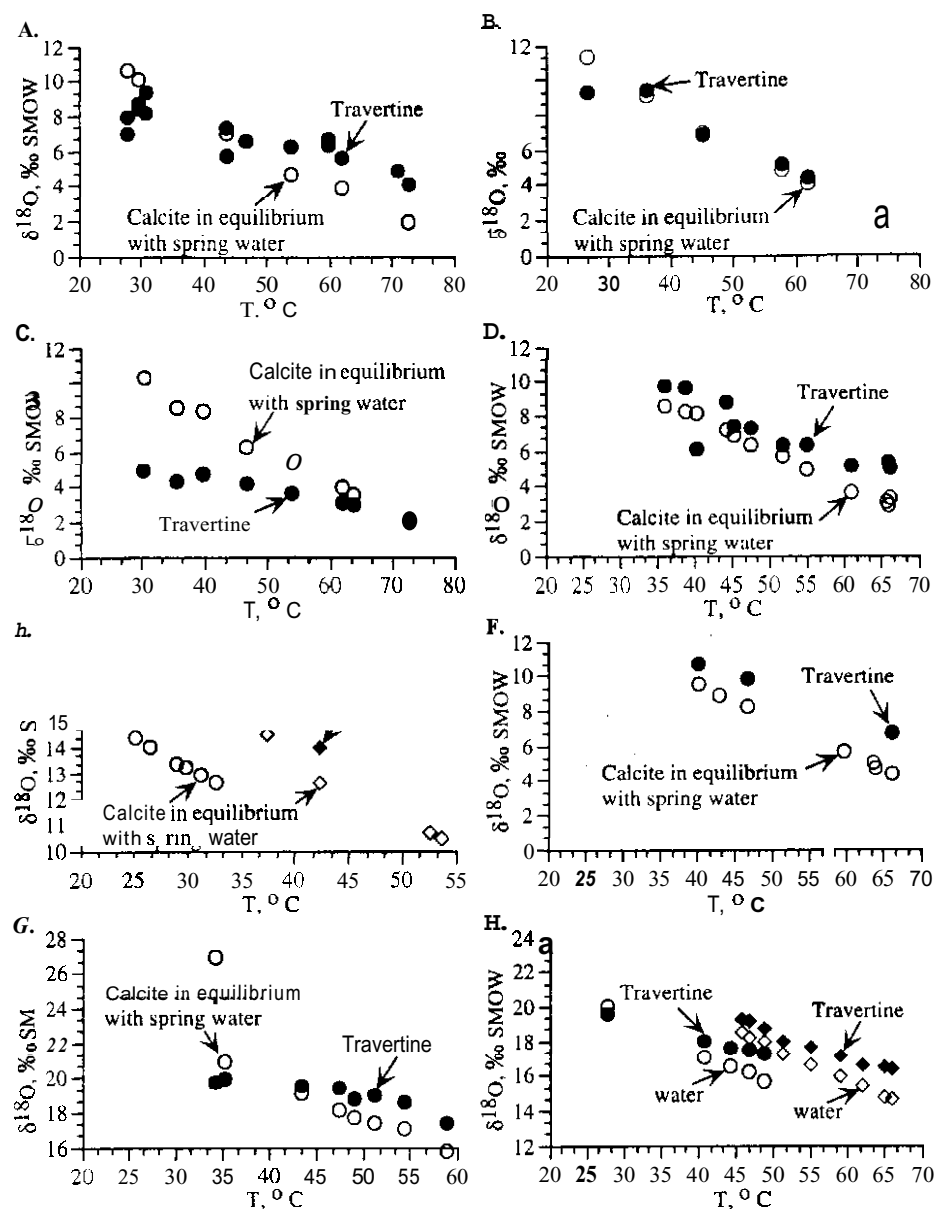 A.
12
10
8
6
4
2
0
δ18O, ‰ SMOW
Travertine
Calcite in equilibrium
with spring water
20 30 40 50 60 70 80
T. o C
B.
12
6
4
2
0
δ18O, ‰
Travertine
Calcite in equilibrium
with spring water
a
20 30 40 50 60 70 80
T, o C
C.
12
8
6
4
2
0
18O ‰ SMOW
Calcite in equilibrium
with spring water
Travertine
20 30 40 50 60 70 80
T, o C
D.
12
10
8
6
4
2
0
δ18O ‰ SMOW
Travertine
Calcite in equilibrium
with spring water
20 25 30 35 40 45 50 55 60 65 70
T, o C
h.
15
14
13
12
10
δ18O, ‰ S
Calcite in equilibrium
with s, rın, water
20 25 30 35 40 45 50 55
T, o C
F.
12
10
8
6
4
2
0
δ18O, ‰ SMOW
Travertine
Calcite in equilibrium
with spring water
20 25 30 35 40 45 50 55 60 65 70
T, o C
G.
28
26
24
22
20
18
16
δ18O, ‰ SM
Calcite in equilibrium
with spring water
Travertine
20 25 30 35 40 45 50 55 60
T, o C
H.
a
24
22
20
18
16
14
12
δ18O, ‰ SMOW
Travertine
Travertine
water
water
20 25 30 35 40 45 50 55 60 65 70
T, o C